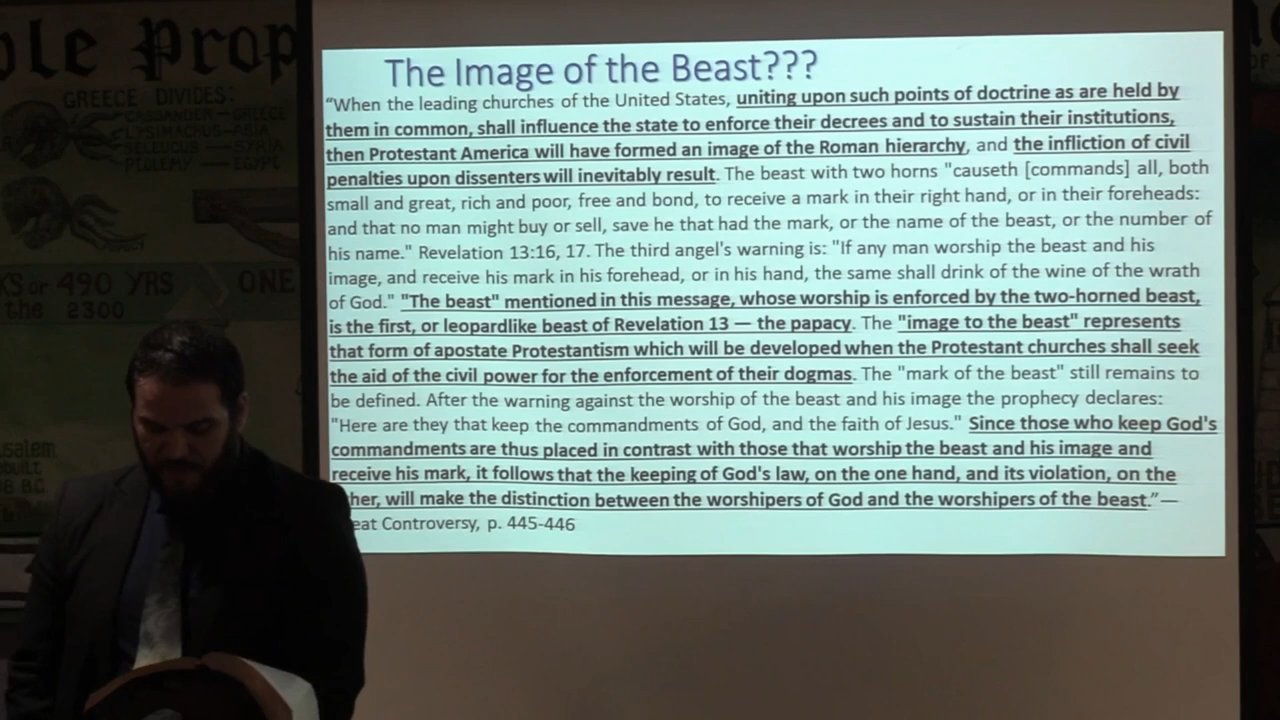 ple Prop
GREECE DIVIDES:
CASSANDER — GREECE
LYSIMACHUS — ASIA
SELEUCUS — SYRIA
PTOLEMY — EGYPT
KS or 490 YRS ONE
the 2300
usalem
B.C.
The Image of the Beast???
“When the leading churches of the United States, uniting upon such points of doctrine as are held by
them in common, shall influence the state to enforce their decrees and to sustain their institutions,
then Protestant America will have formed an image of the Roman hierarchy, and the infliction of civil
penalties upon dissenters will inevitably result. The beast with two horns "causeth [commands] all, both
small and great, rich and poor, free and bond, to receive a mark in their right hand, or in their foreheads:
and that no man might buy or sell, save he that had the mark, or the name of the beast, or the number of
his name." Revelation 13:16, 17. The third angel's warning is: "If any man worship the beast and his
image, and receive his mark in his forehead, or in his hand, the same shall drink of the wine of the wrath
of God." "The beast" mentioned in this message, whose worship is enforced by the two-horned beast,
is the first, or leopardlike beast of Revelation 13 — the papacy. The "image to the beast" represents
that form of apostate Protestantism which will be developed when the Protestant churches shall seek
the aid of the civil power for the enforcement of their dogmas. The "mark of the beast" still remains to
be defined. After the warning against the worship of the beast and his image the prophecy declares:
"Here are they that keep the commandments of God, and the faith of Jesus." Since those who keep God's
commandments are thus placed in contrast with those that worship the beast and his image and
receive his mark, it follows that the keeping of God's law, on the one hand, and its violation, on the
her, will make the distinction between the worshipers of God and the worshipers of the beast.”—
eat Controversy, p. 445-446